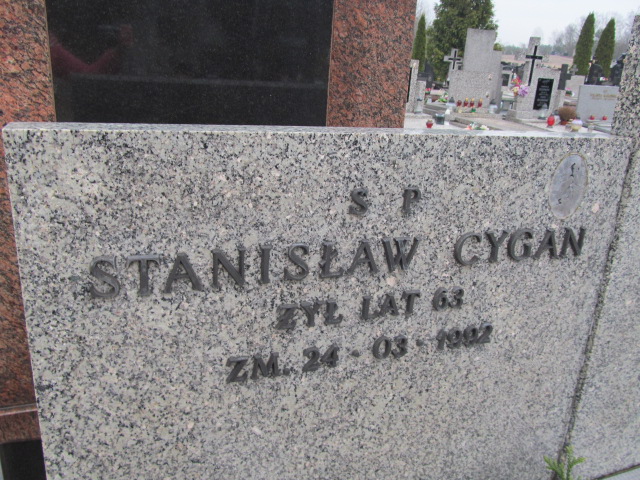 S P
STANISŁAW CYGAN
ŻYŁ LAT 63
ZM. 24 · 03 · 1992